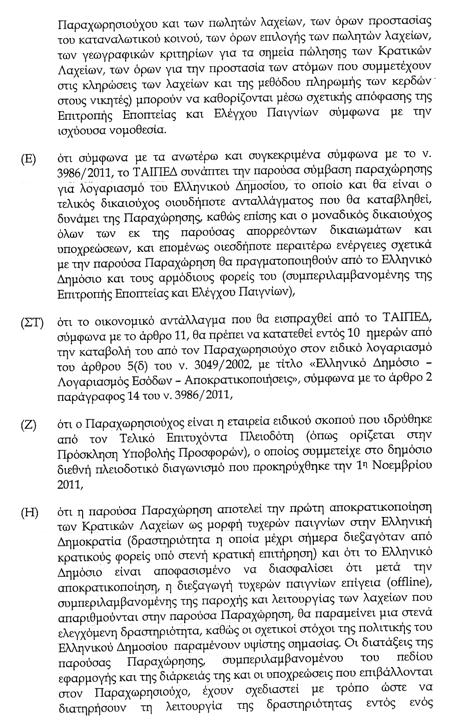 Παραχωρησιούχου και των πωλητών λαχείων, των όρων προστασίας
του καταναλωτικού κοινού, των όρων επιλογής των πωλητών λαχείων,
των γεωγραφικών κριτηρίων για τα σημεία πώλησης των Κρατικών
Λαχείων, των όρων για την προστασία των ατόμων που συμμετέχουν
στις κληρώσεις των λαχείων και της μεθόδου πληρωμής των κερδών
στους νικητές) μπορούν να καθορίζονται μέσω σχετικής απόφασης της
Επιτροπής Εποπτείας και Ελέγχου Παιγνίων σύμφωνα με την
ισχύουσα νομοθεσία.
(Ε) ότι σύμφωνα με τα ανωτέρω και συγκεκριμένα σύμφωνα με το ν.
3986/2011, το ΤΑΙΠΕΔ συνάπτει την παρούσα σύμβαση παραχώρησης
για λογαριασμό του Ελληνικού Δημοσίου, το οποίο και θα είναι ο
τελικός δικαιούχος οιουδήποτε ανταλλάγματος που θα καταβληθεί,
δυνάμει της Παραχώρησης, καθώς επίσης και ο μοναδικός δικαιούχος
όλων των εκ της παρούσας απορρεόντων δικαιωμάτων και
υποχρεώσεων, και επομένως οιεσδήποτε περαιτέρω ενέργειες σχετικά
με την παρούσα Παραχώρηση θα πραγματοποιηθούν από το Ελληνικό
Δημόσιο και τους αρμόδιους φορείς του (συμπεριλαμβανομένης της
Επιτροπής Εποπτείας και Ελέγχου Παιγνίων),
(ΣΤ) ότι το οικονομικό αντάλλαγμα που θα εισπραχθεί από το ΤΑΙΠΕΔ,
σύμφωνα με το άρθρο 11, θα πρέπει να κατατεθεί εντός 10 ημερών από
την καταβολή του από τον Παραχωρησιούχο στον ειδικό λογαριασμό
του άρθρου 5(δ) του ν. 3049/2002, με τίτλο «Ελληνικό Δημόσιο –
Λογαριασμός Εσόδων – Αποκρατικοποιήσεις», σύμφωνα με το άρθρο 2
παράγραφος 14 του ν. 3986/2011,
(Ζ) ότι ο Παραχωρησιούχος είναι η εταιρεία ειδικού σκοπού που ιδρύθηκε
από τον Τελικό Επιτυχόντα Πλειοδότη (όπως ορίζεται στην
Πρόσκληση Υποβολής Προσφορών), ο οποίος συμμετείχε στο δημόσιο
διεθνή πλειοδοτικό διαγωνισμό που προκηρύχθηκε την 1η Νοεμβρίου
2011,
(Η) ότι η παρούσα Παραχώρηση αποτελεί την πρώτη αποκρατικοποίηση
των Κρατικών Λαχείων ως μορφή τυχερών παιγνίων στην Ελληνική
Δημοκρατία (δραστηριότητα η οποία μέχρι σήμερα διεξαγόταν από
κρατικούς φορείς υπό στενή κρατική επιτήρηση) και ότι το Ελληνικό
Δημόσιο είναι αποφασισμένο να διασφαλίσει ότι μετά την
αποκρατικοποίηση, η διεξαγωγή τυχερών παιγνίων επίγεια (offline),
συμπεριλαμβανομένης της παροχής και λειτουργίας των λαχείων που
απαριθμούνται στην παρούσα Παραχώρηση, θα παραμείνει μια στενά
ελεγχόμενη δραστηριότητα, καθώς οι σχετικοί στόχοι της πολιτικής του
Ελληνικού Δημοσίου παραμένουν υψίστης σημασίας. Οι διατάξεις της
παρούσας Παραχώρησης, συμπεριλαμβανομένου του πεδίου
εφαρμογής και της διάρκειάς της και οι υποχρεώσεις που επιβάλλονται
στον Παραχωρησιούχο, έχουν σχεδιαστεί με τρόπο ώστε να
διατηρήσουν τη λειτουργία της δραστηριότητας εντός ενός